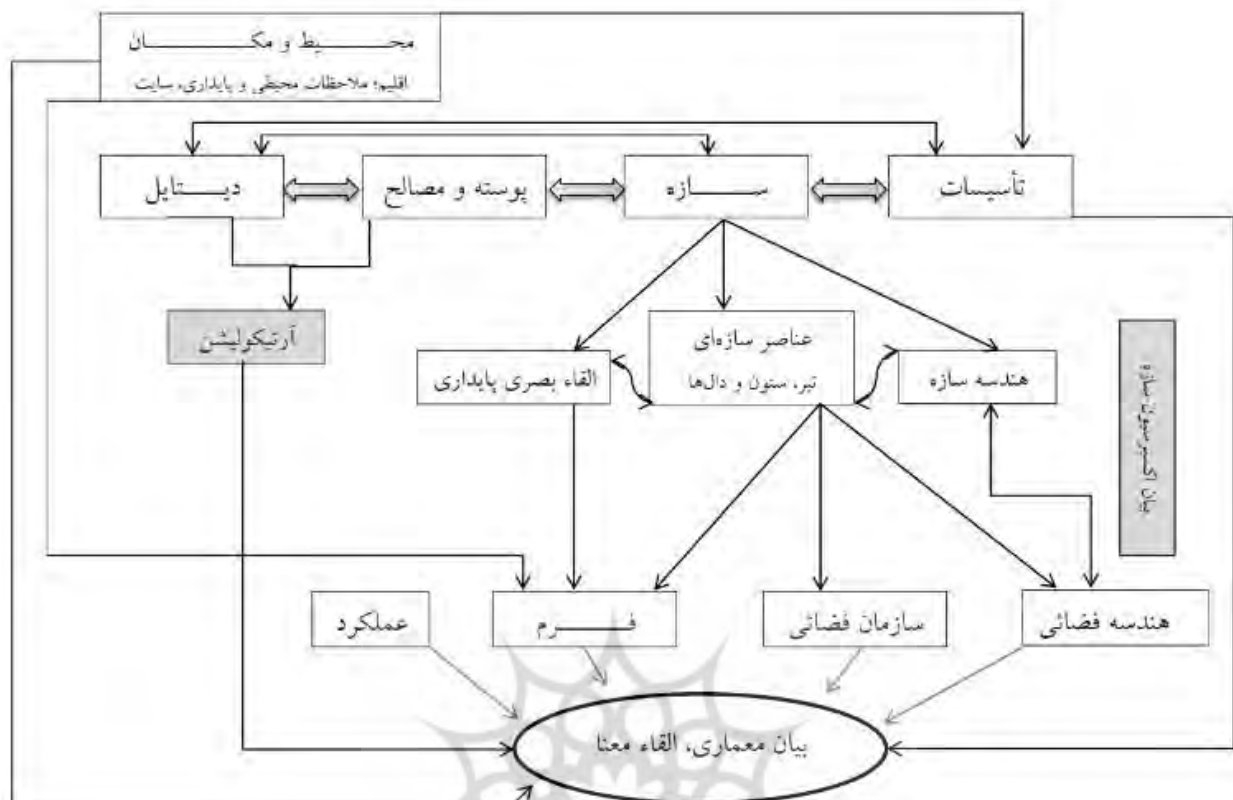 محیط و مکان
اقلیم؛ ملاحظات محیطی و پایداری، سایت
تأسیسات
سازه
پوسته و مصالح
دیتایل
آرتیکولیشن
عناصر سازه‌ای
تیر، ستون و دال‌ها
هندسه سازه
القاء بصری پایداری
بیان اکسپرسیون سازه
هندسه فضائی
سازمان فضائی
فرم
عملکرد
بیان معماری، القاء معنا